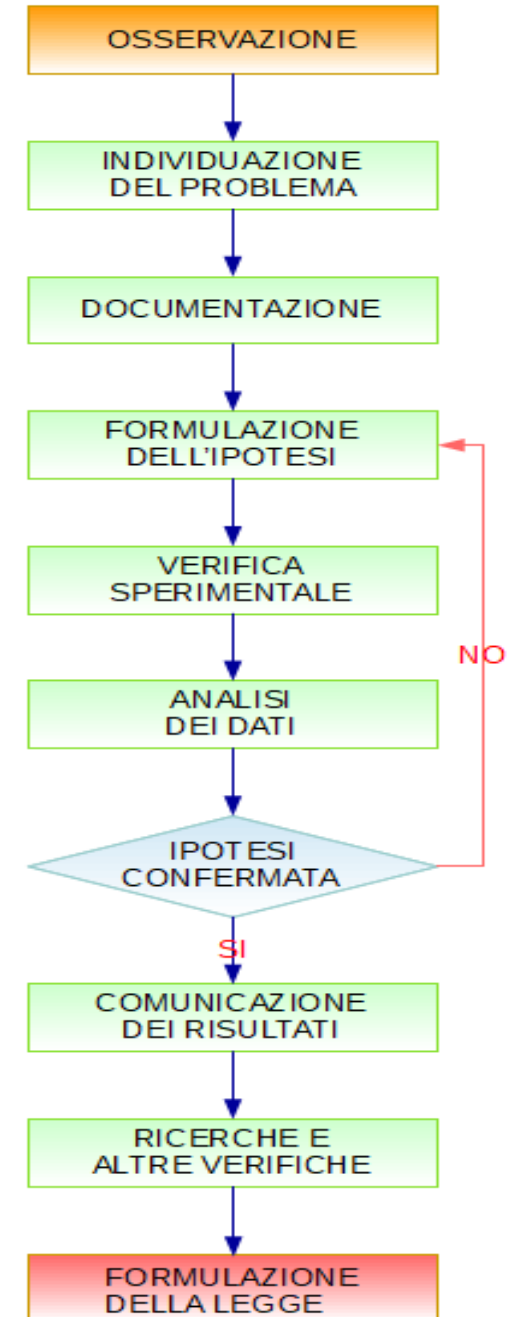 OSSERVAZIONE
INDIVIDUAZIONE
DEL PROBLEMA
DOCUMENTAZIONE
FORMULAZIONE
DELL'IPOTESI
VERIFICA
SPERIMENTALE
NO
ANALISI
DEI DATI
IPOTESI
CONFERMATA
SI
COMUNICAZIONE
DEI RISULTATI
RICERCHE E
ALTRE VERIFICHE
FORMULAZIONE
DELLA LEGGE